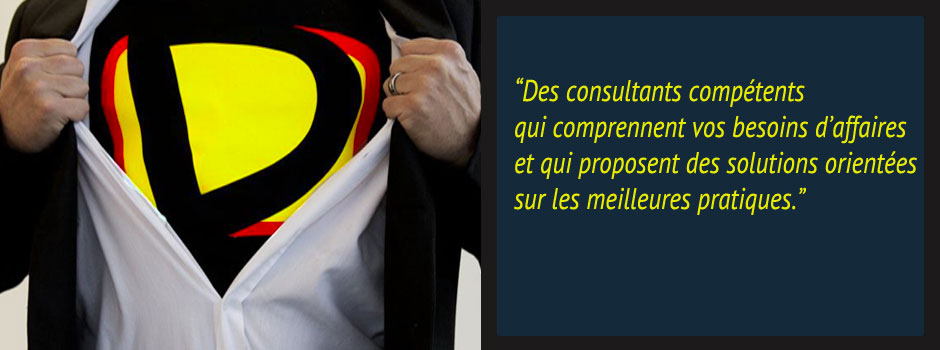 D
“Des consultants compétents
qui comprennent vos besoins d’affaires
et qui proposent des solutions orientées
sur les meilleures pratiques.”